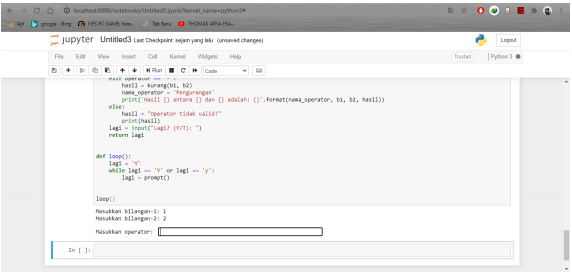 localhost:8888/notebooks/Untitled3.ipynb?kernel_name=python3#
Apl google - Bing NFS PC GAME: Nee... Tab Baru THOMAS ARYA FSA...
jupyter Untitled3 Last Checkpoint: sejam yang lalu (unsaved changes) Logout
File Edit View Insert Cell Kernel Widgets Help Trusted Python 3
Run Code
elif operator == '-':
hasil = kurang(b1, b2)
nama_operator = 'Pengurangan'
print('Hasil {} antara {} dan {} adalah: {}'.format(nama_operator, b1, b2, hasil))
else:
hasil = "Operator tidak valid!"
print(hasil)
lagi = input("Lagi? (Y/T): ")
return lagi
def loop():
lagi = 'Y'
while lagi == 'Y' or lagi == 'y':
lagi = prompt()
loop()
Masukkan bilangan-1: 1
Masukkan bilangan-2: 2
Masukkan operator:
In [ ]: